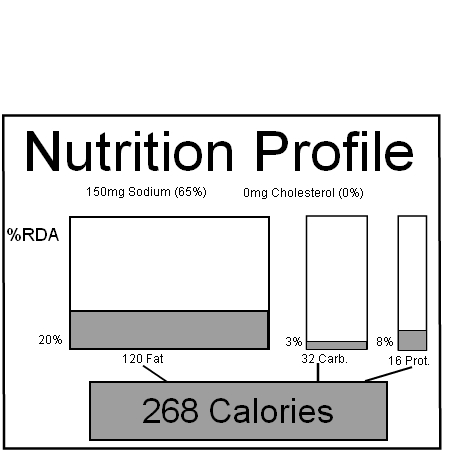 Nutrition Profile
150mg Sodium (65%) 0mg Cholesterol (0%)
%RDA
20% 3% 8%
120 Fat 32 Carb. 16 Prot.
268 Calories